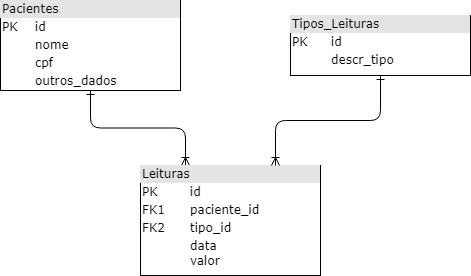 Pacientes
PK id
nome
cpf
outros_dados
Tipos_Leituras
PK id
descr_tipo
Leituras
PK id
FK1 paciente_id
FK2 tipo_id
data
valor